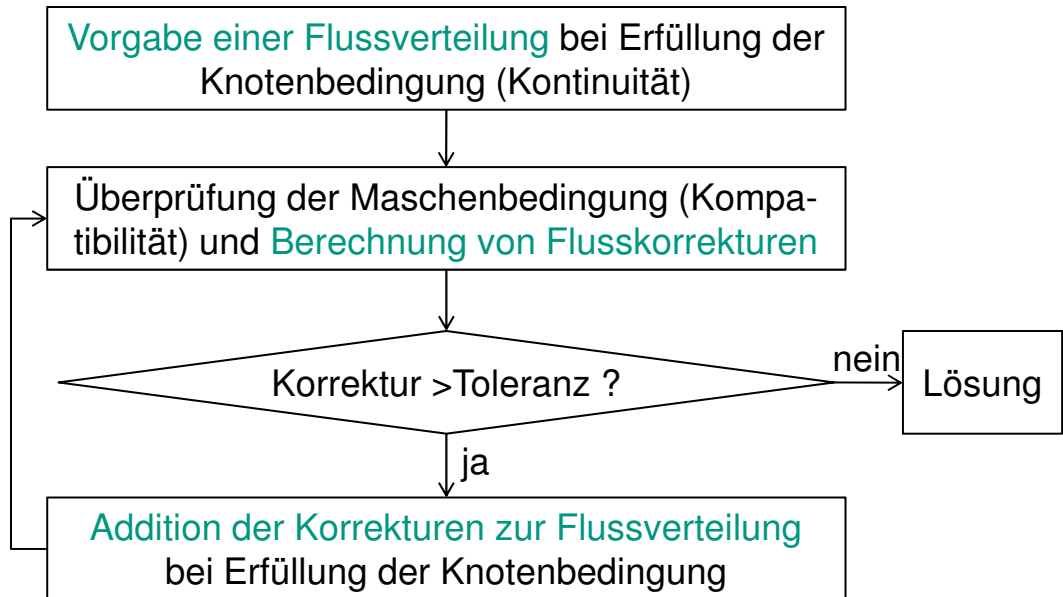 Vorgabe einer Flussverteilung bei Erfüllung der
Knotenbedingung (Kontinuität)
Überprüfung der Maschenbedingung (Kompa-
tibilität) und Berechnung von Flusskorrekturen
Korrektur >Toleranz ?
nein
Lösung
ja
Addition der Korrekturen zur Flussverteilung
bei Erfüllung der Knotenbedingung